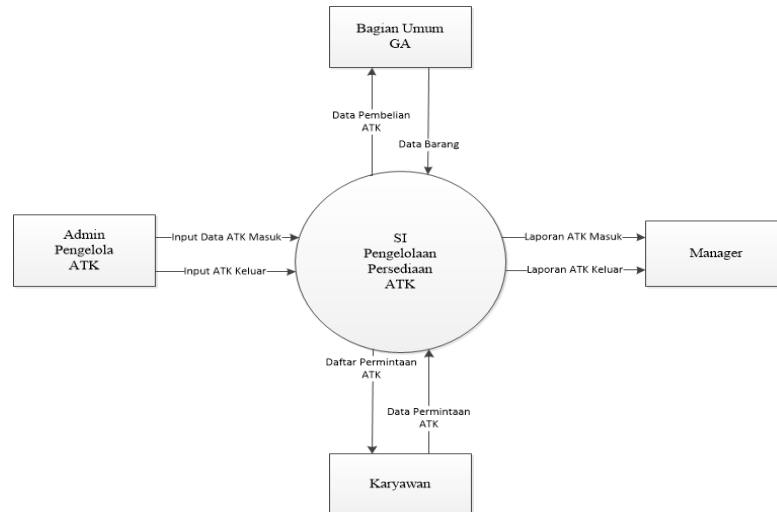 Bagian Umum
GA
Data Pembelian
ATK
Data Barang
Admin
Pengelola
ATK
Input Data ATK Masuk
Input ATK Keluar
SI
Pengelolaan
Persediaan
ATK
Laporan ATK Masuk
Laporan ATK Keluar
Manager
Daftar Permintaan
ATK
Data Permintaan
ATK
Karyawan